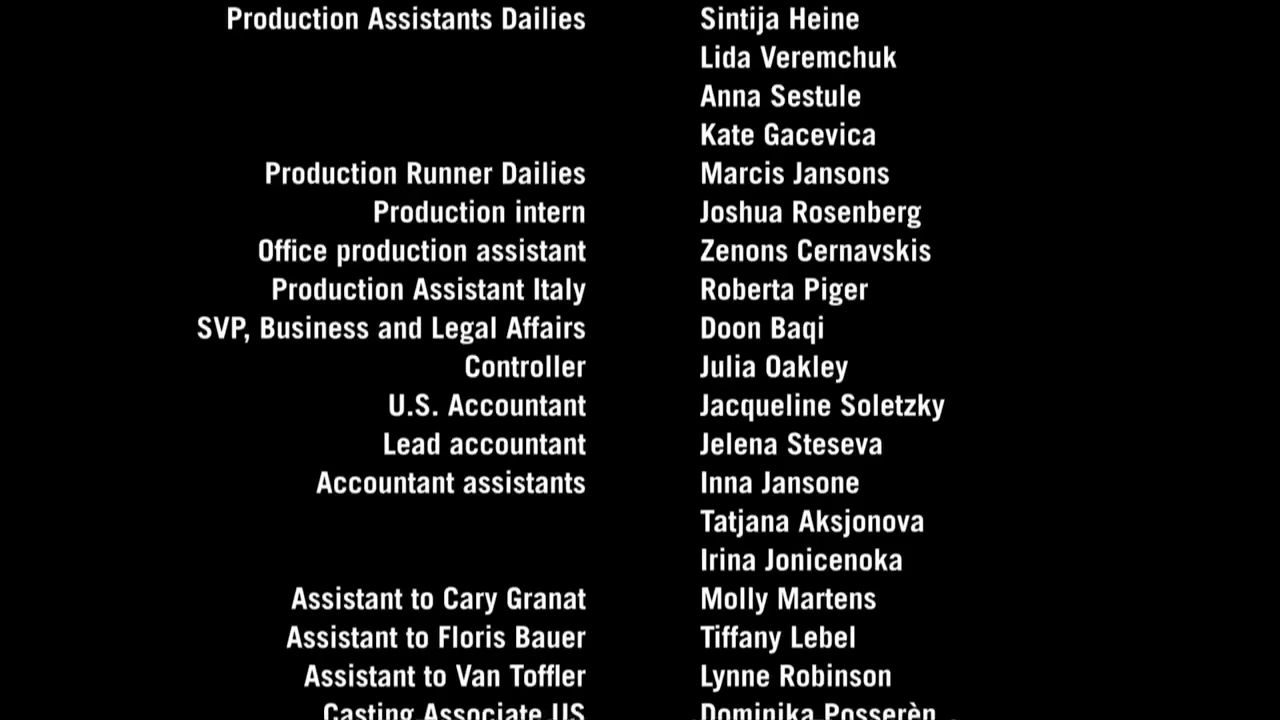 Production Assistants Dailies Sintija Heine
Lida Veremchuk
Anna Sestule
Kate Gacevica
Production Runner Dailies Marcis Jansons
Production intern Joshua Rosenberg
Office production assistant Zenons Cernavskis
Production Assistant Italy Roberta Piger
SVP, Business and Legal Affairs Doon Baqi
Controller Julia Oakley
U.S. Accountant Jacqueline Soletzky
Lead accountant Jelena Steseva
Accountant assistants Inna Jansone
Tatjana Aksjonova
Irina Jonicenoka
Assistant to Cary Granat Molly Martens
Assistant to Floris Bauer Tiffany Lebel
Assistant to Van Toffler Lynne Robinson
Casting Associate US Dominika Posserèn